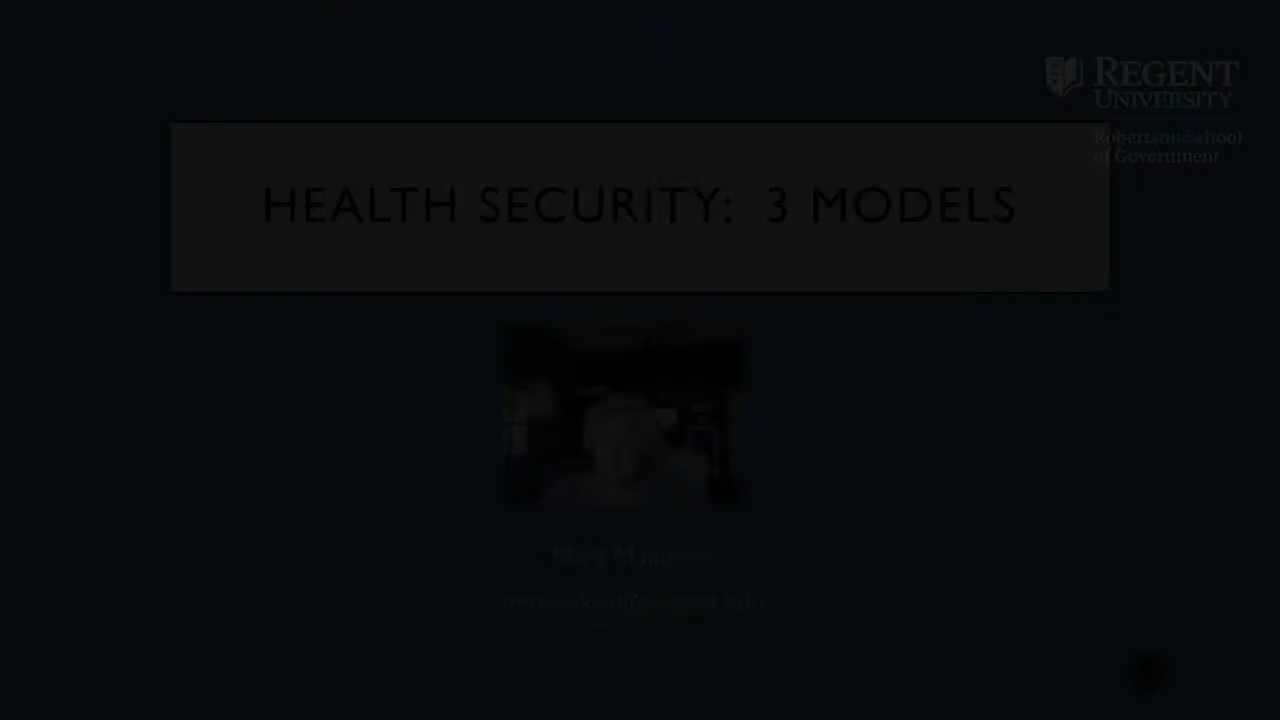 REGENT
UNIVERSITY
Robertson School
of Government
HEALTH SECURITY: 3 MODELS